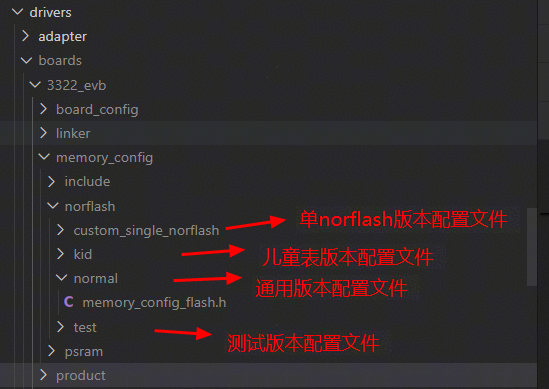 drivers
adapter
boards
3322_evb
board_config
linker
memory_config
include
norflash
custom_single_norflash 单norflash版本配置文件
kid 儿童表版本配置文件
normal 通用版本配置文件
C memory_config_flash.h
test 测试版本配置文件
psram
product